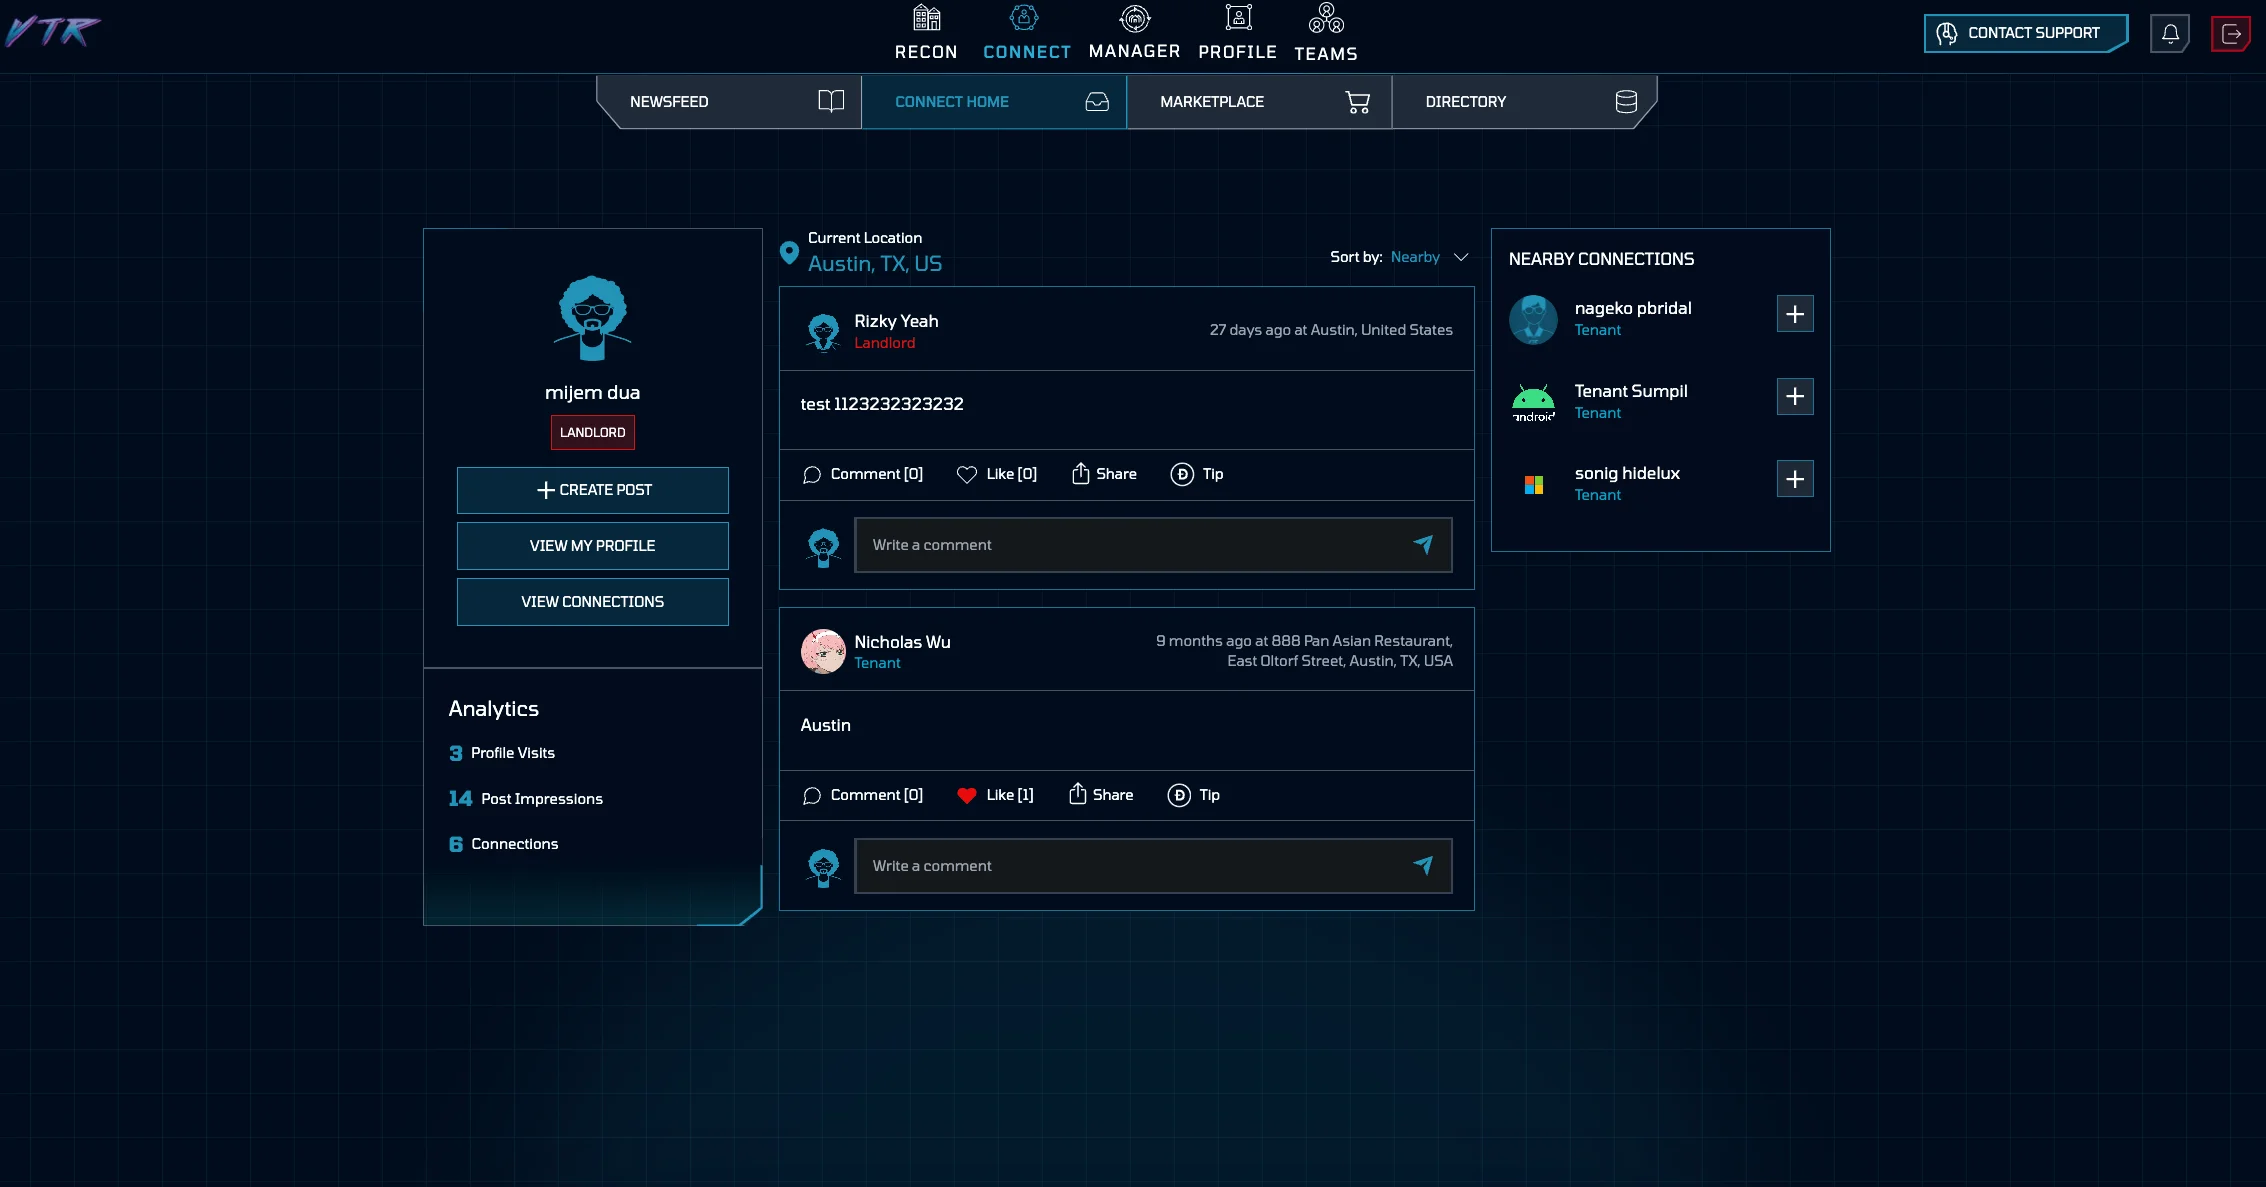 VTR
RECON
CONNECT
MANAGER
PROFILE
TEAMS
CONTACT SUPPORT
NEWSFEED
CONNECT HOME
MARKETPLACE
DIRECTORY
mijem dua
LANDLORD
CREATE POST
VIEW MY PROFILE
VIEW CONNECTIONS
Analytics
3 Profile Visits
14 Post Impressions
6 Connections
Current Location
Austin, TX, US
Sort by: Nearby
Rizky Yeah
Landlord
27 days ago at Austin, United States
test 1123232323232
Comment [0] Like [0] Share Tip
Write a comment
Nicholas Wu
Tenant
9 months ago at 888 Pan Asian Restaurant,
East Oltorf Street, Austin, TX, USA
Austin
Comment [0] Like [1] Share Tip
Write a comment
NEARBY CONNECTIONS
nageko pbridal
Tenant
android
Tenant Sumpil
Tenant
sonig hidelux
Tenant